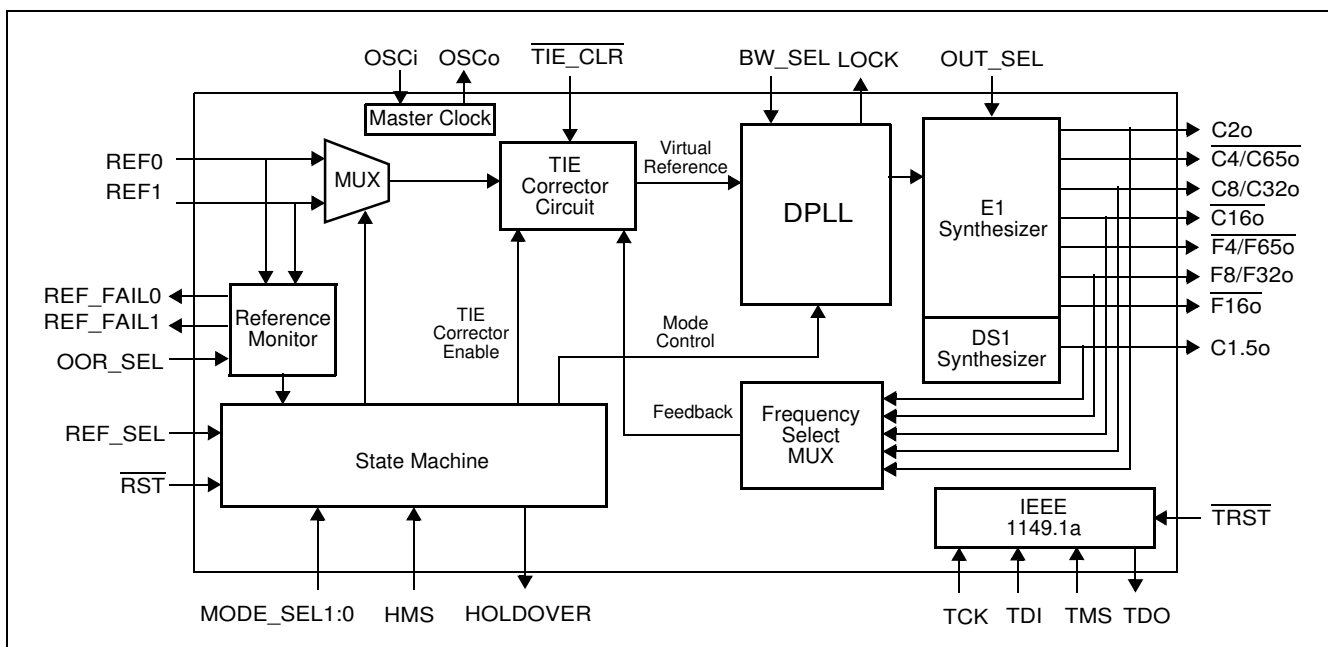 OSCi OSCo TIE_CLR BW_SEL LOCK OUT_SEL
Master Clock
REF0
REF1
MUX
TIE
Corrector
Circuit
Virtual
Reference
DPLL
E1
Synthesizer
DS1
Synthesizer
C2o
C4/C65o
C8/C32o
C16o
F4/F65o
F8/F32o
F16o
C1.5o
REF_FAIL0
REF_FAIL1
OOR_SEL
Reference
Monitor
TIE
Corrector
Enable
Mode
Control
REF_SEL
RST
State Machine
Feedback
Frequency
Select
MUX
IEEE
1149.1a
TRST
MODE_SEL1:0 HMS HOLDOVER
TCK TDI TMS TDO